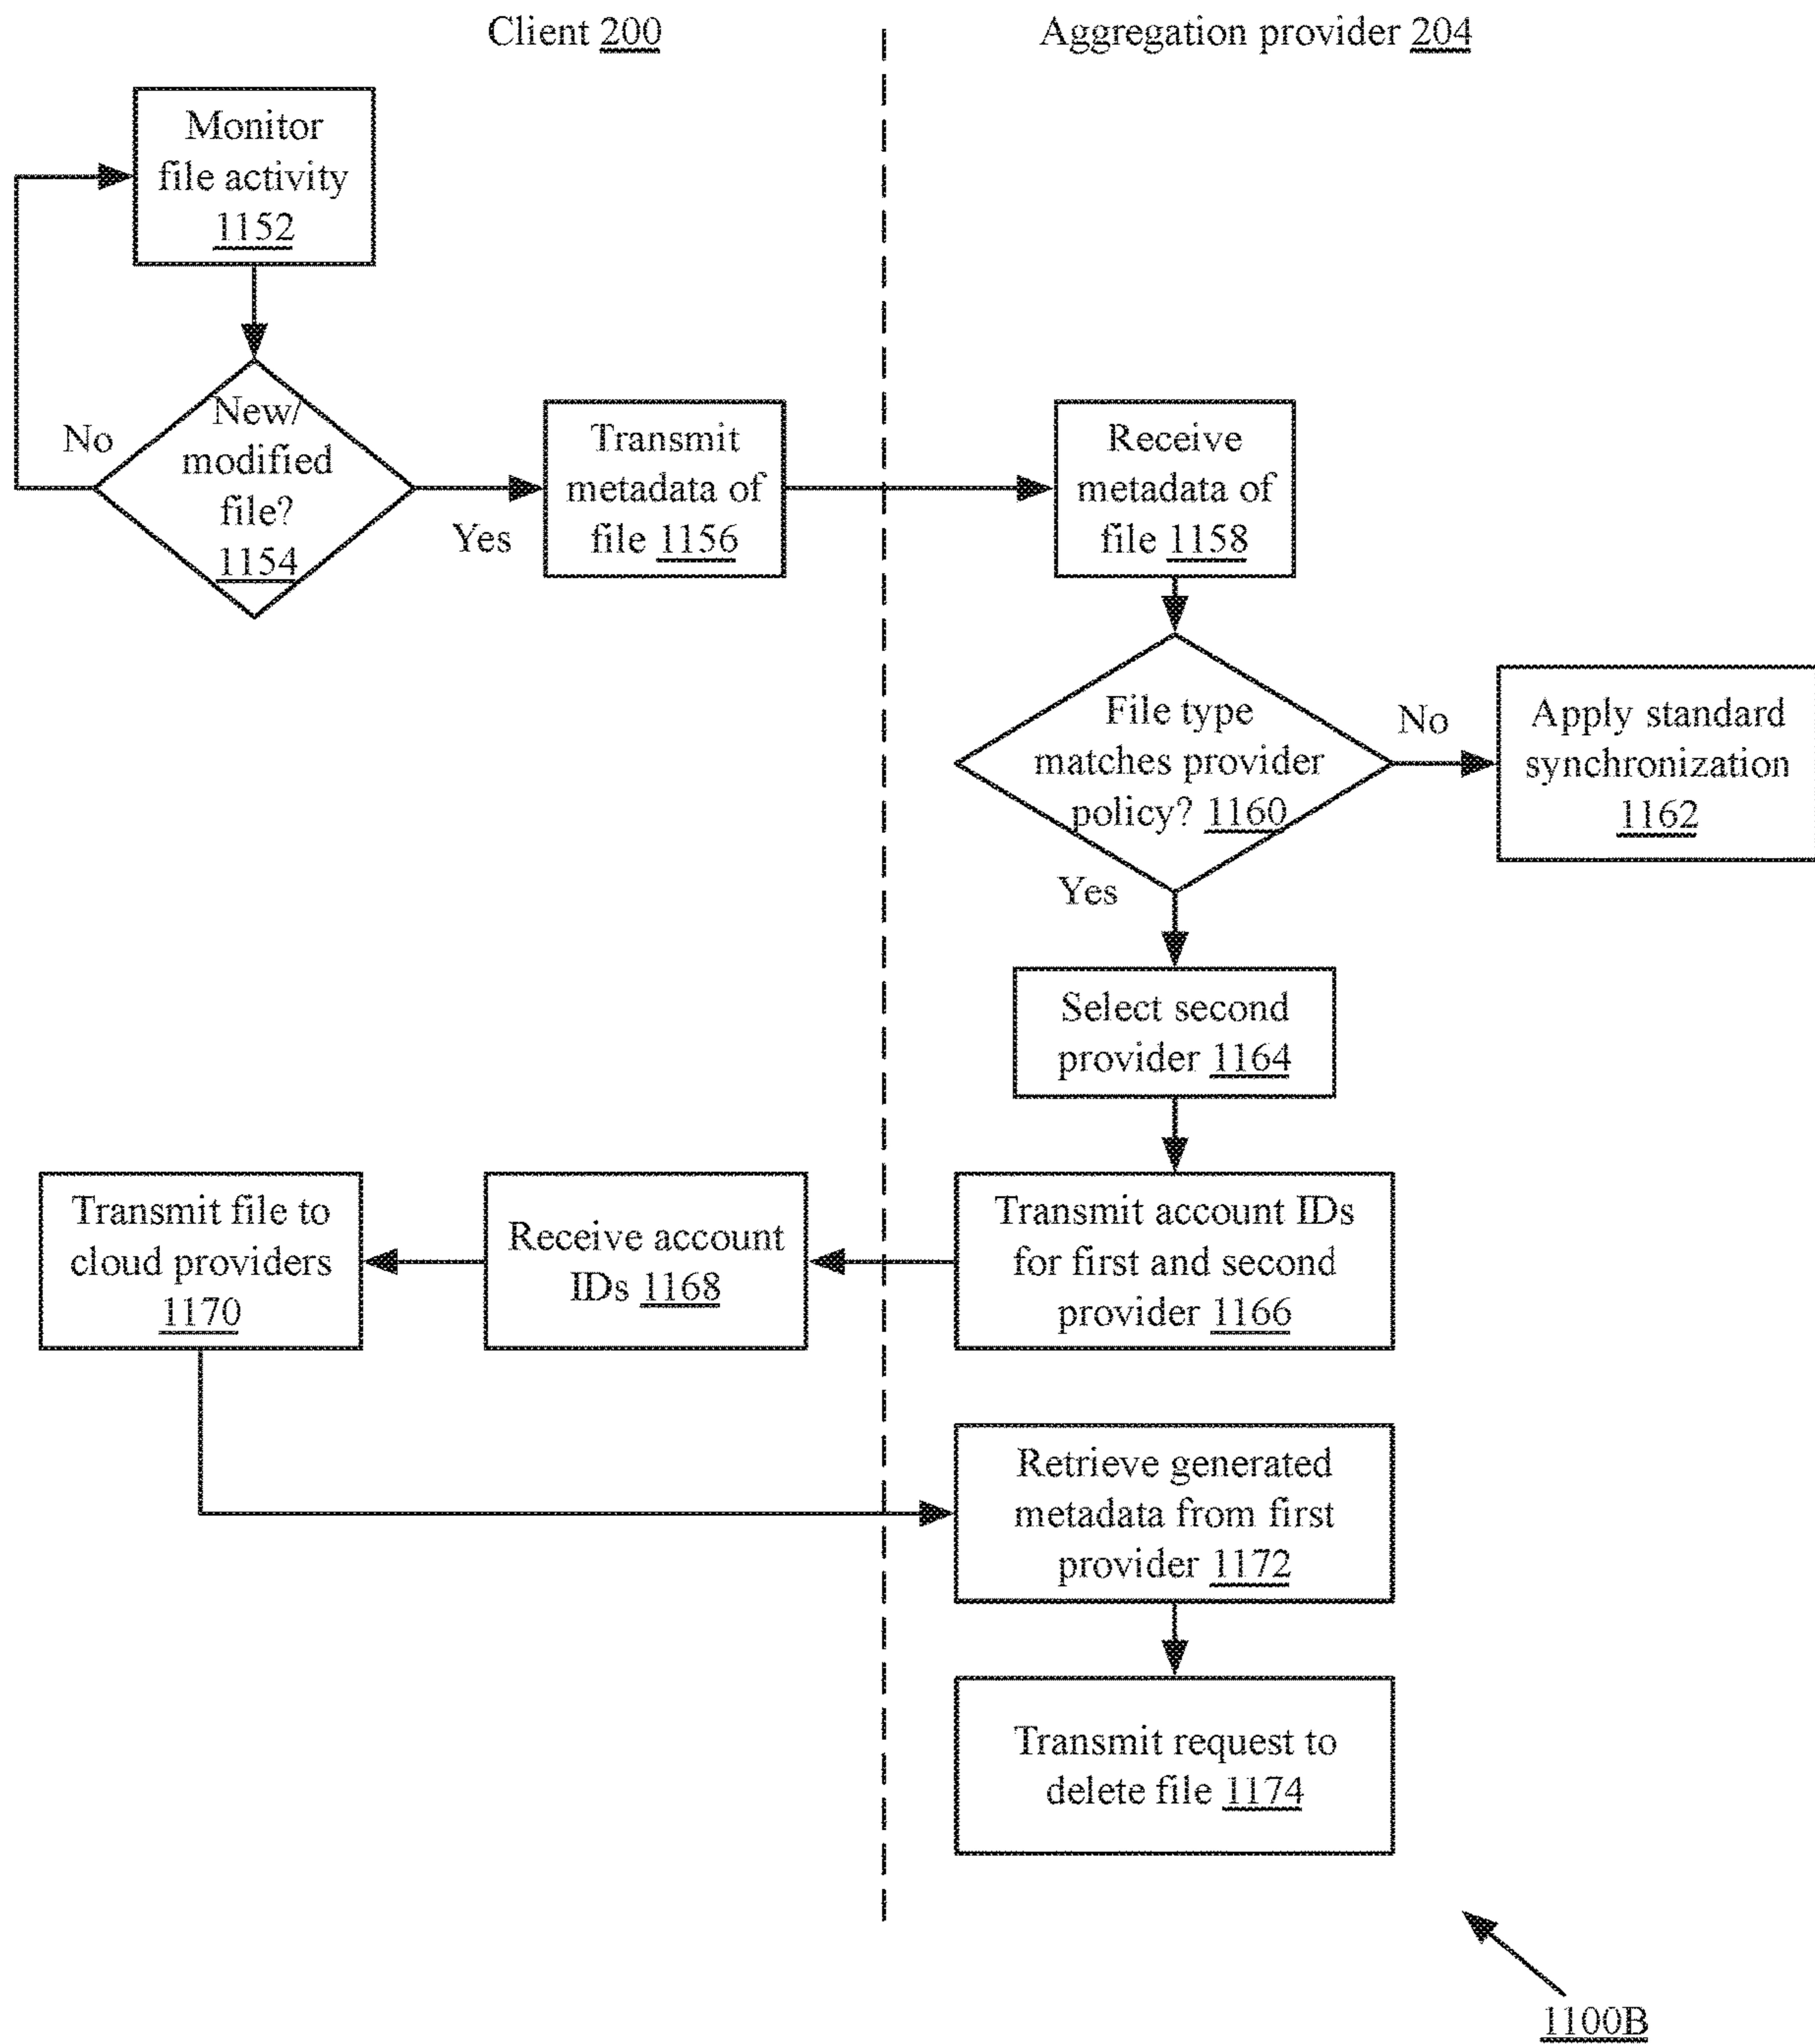 Client 200
Aggregation provider 204
Monitor
file activity
1152
New/
modified
file?
1154
No
Yes
Transmit
metadata of
file 1156
Receive
metadata of
file 1158
File type
matches provider
policy? 1160
No
Apply standard
synchronization
1162
Yes
Select second
provider 1164
Transmit account IDs
for first and second
provider 1166
Receive account
IDs 1168
Transmit file to
cloud providers
1170
Retrieve generated
metadata from first
provider 1172
Transmit request to
delete file 1174
1100B